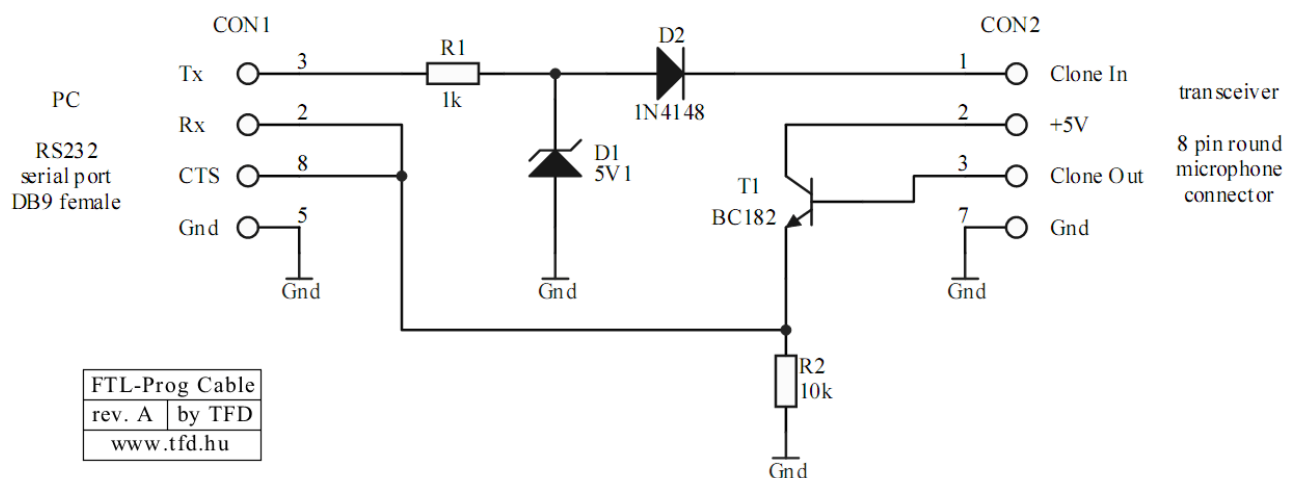 CON1
CON2
PC
RS232
serial port
DB9 female
Tx
3
Rx
2
CTS
8
Gnd
5
Gnd
R1
1k
D1
5V1
Gnd
D2
1N4148
T1
BC182
R2
10k
Gnd
1
Clone In
2
+5V
3
Clone Out
7
Gnd
Gnd
transceiver
8 pin round
microphone
connector
FTL-Prog Cable
rev. A by TFD
www.tfd.hu